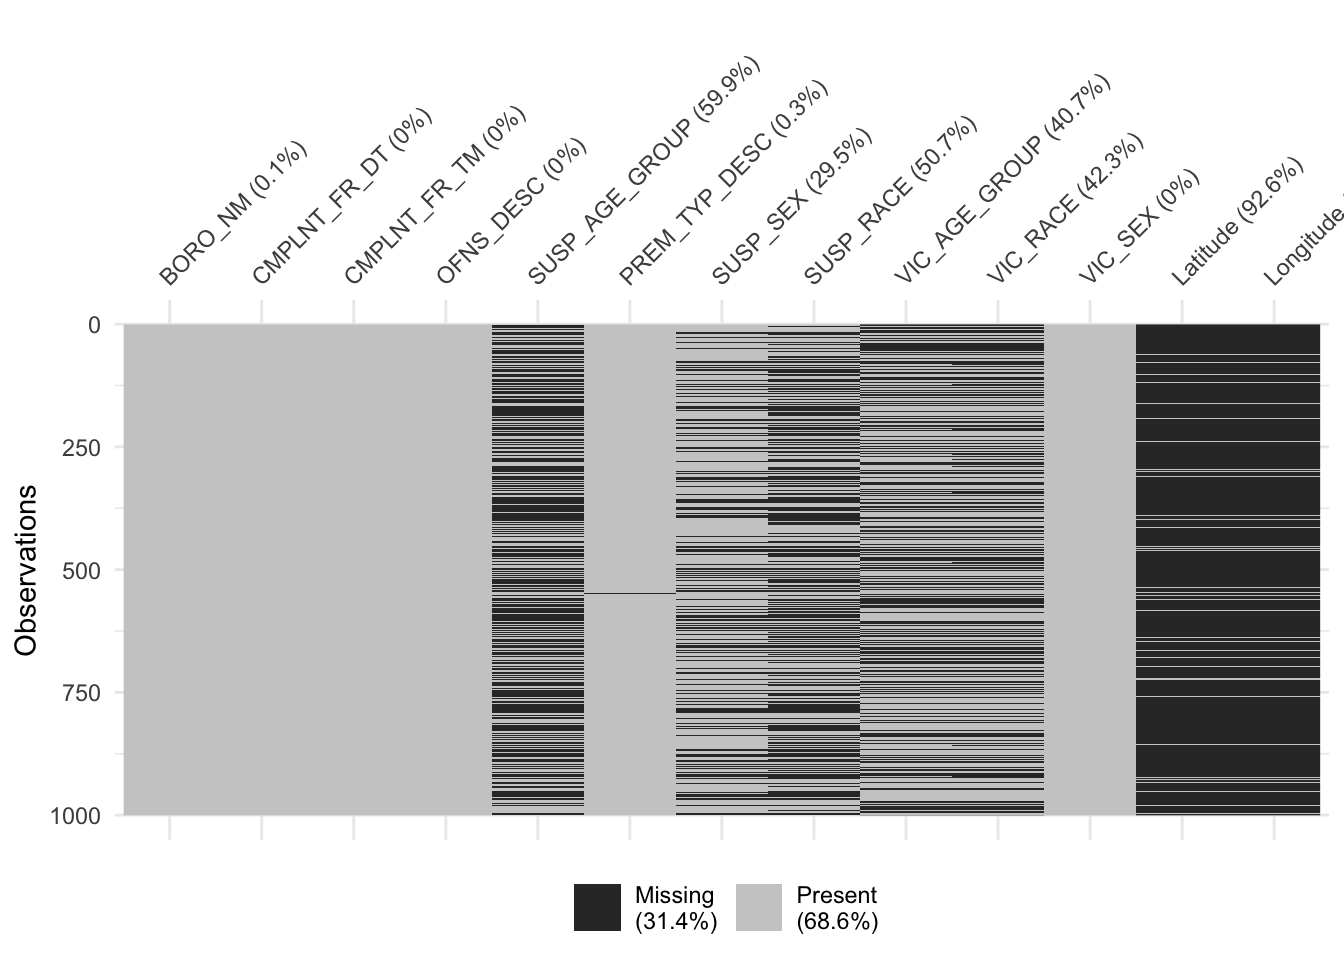 BORO_NM (0.1%)
CMPLNT_FR_DT (0%)
CMPLNT_FR_TM (0%)
OFNS_DESC (0%)
SUSP_AGE_GROUP (59.9%)
PREM_TYP_DESC (0.3%)
SUSP_SEX (29.5%)
SUSP_RACE (50.7%)
VIC_AGE_GROUP (40.7%)
VIC_RACE (42.3%)
VIC_SEX (0%)
Latitude (92.6%)
Longitude
0
250
500
750
1000
Observations
Missing
(31.4%)
Present
(68.6%)